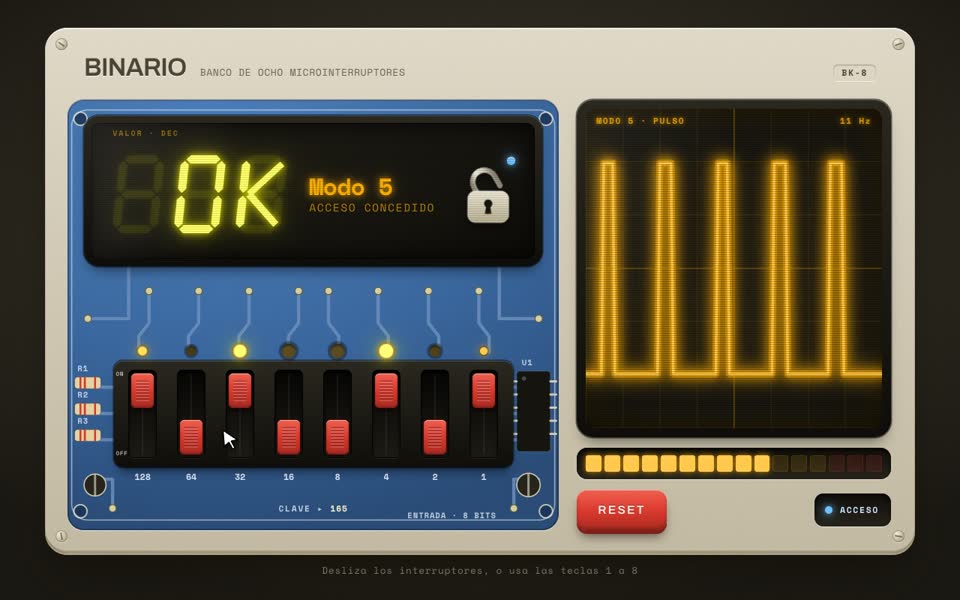 BINARIO BANCO DE OCHO MICROINTERRUPTORES
BK-8
VALOR · DEC
OK
Modo 5
ACCESO CONCEDIDO
MODO 5 · PULSO
11 Hz
R1
R2
R3
U1
ON
OFF
128 64 32 16 8 4 2 1
CLAVE ▸ 165
ENTRADA · 8 BITS
RESET
ACCESO
Desliza los interruptores, o usa las teclas 1 a 8